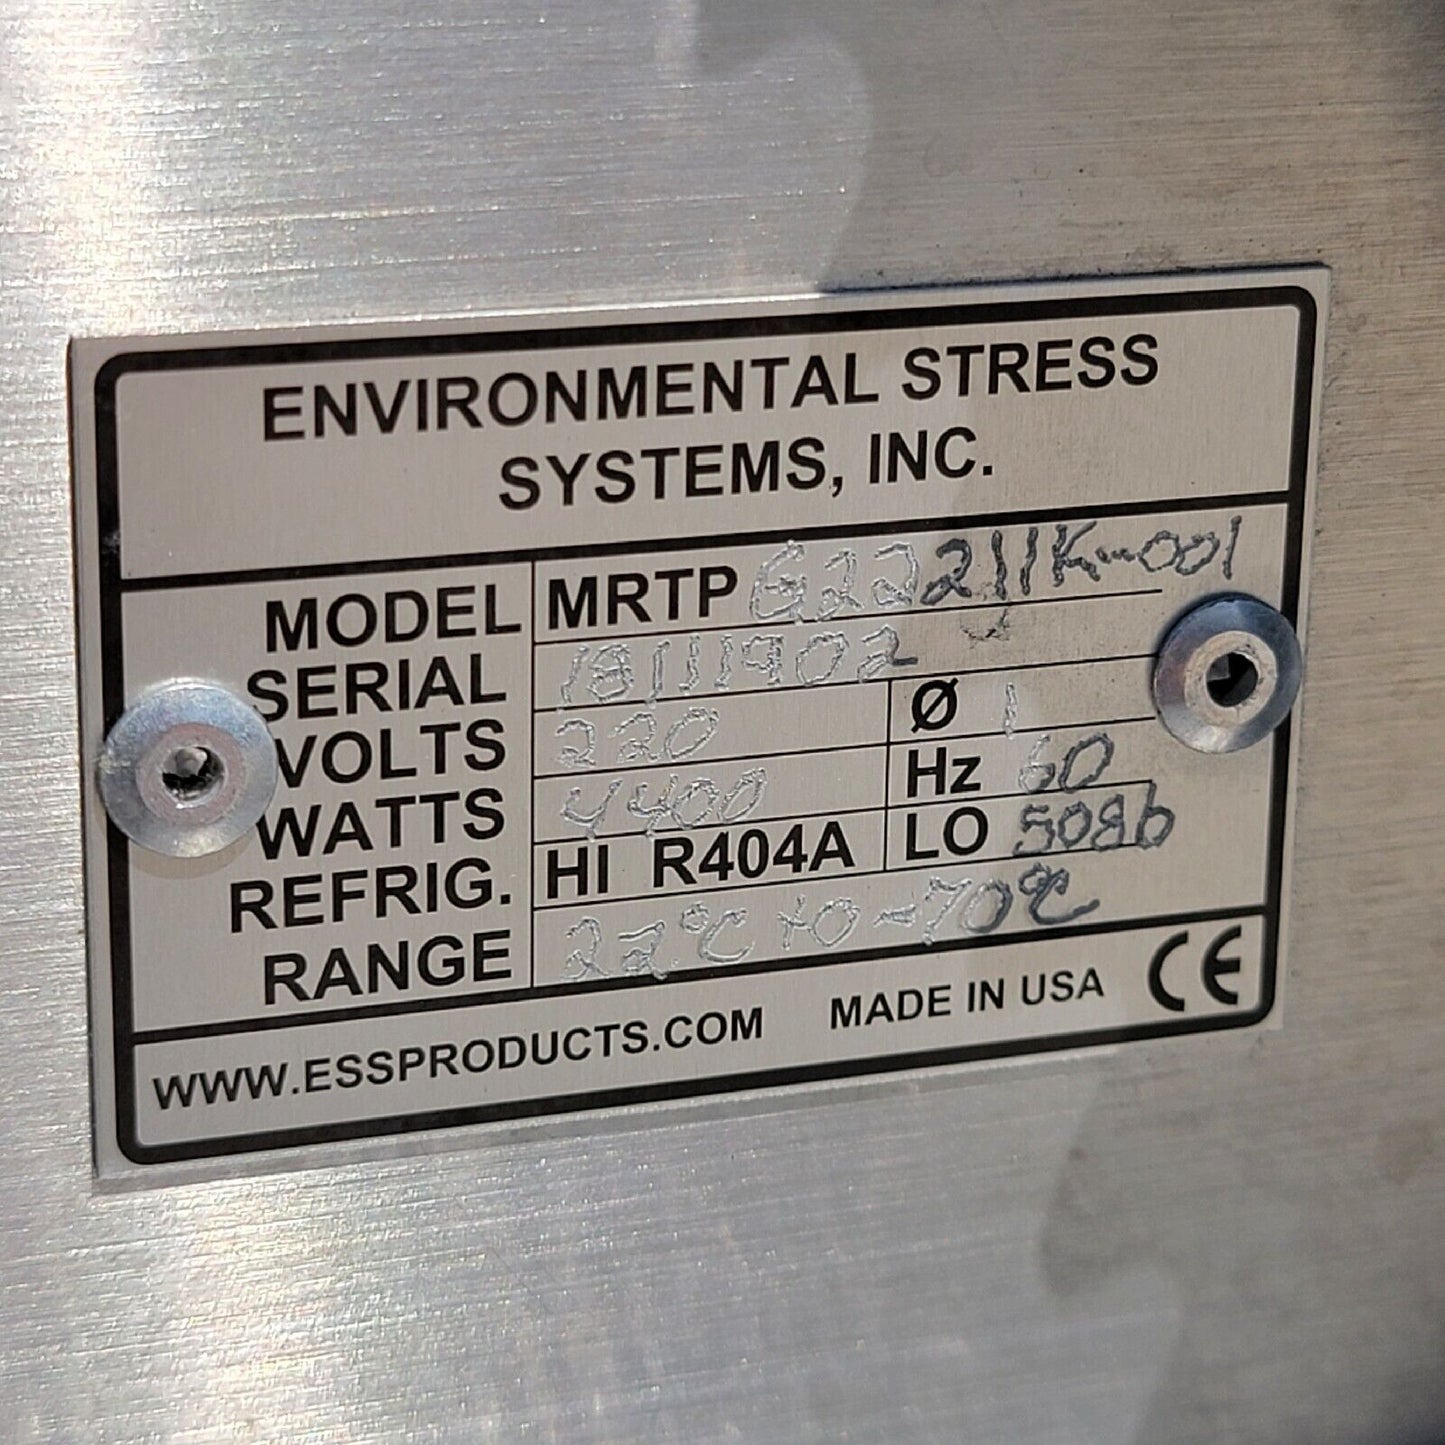 ENVIRONMENTAL STRESS
SYSTEMS, INC.
MODEL MRTP G22211K-001
SERIAL 18111902
VOLTS 220 Ø 1
WATTS 4400 Hz 60
REFRIG. HI R404A LO 508b
RANGE 22°C to -70°C
WWW.ESSPRODUCTS.COM MADE IN USA CE